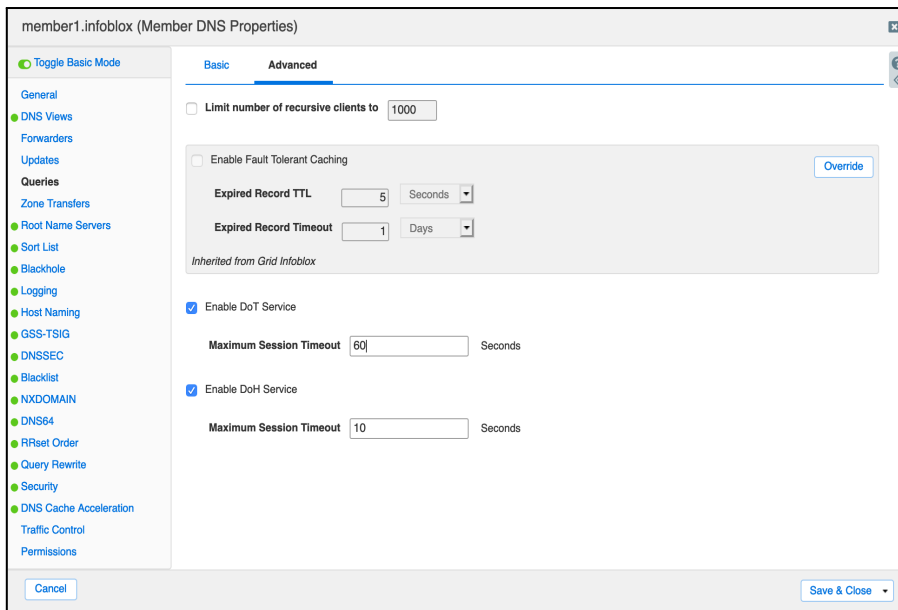 member1.infoblox (Member DNS Properties)
Toggle Basic Mode
General
DNS Views
Forwarders
Updates
Queries
Zone Transfers
Root Name Servers
Sort List
Blackhole
Logging
Host Naming
GSS-TSIG
DNSSEC
Blacklist
NXDOMAIN
DNS64
RRset Order
Query Rewrite
Security
DNS Cache Acceleration
Traffic Control
Permissions
Basic Advanced
Limit number of recursive clients to 1000
Enable Fault Tolerant Caching Override
Expired Record TTL 5 Seconds
Expired Record Timeout 1 Days
Inherited from Grid Infoblox
Enable DoT Service
Maximum Session Timeout 60 Seconds
Enable DoH Service
Maximum Session Timeout 10 Seconds
Cancel Save & Close